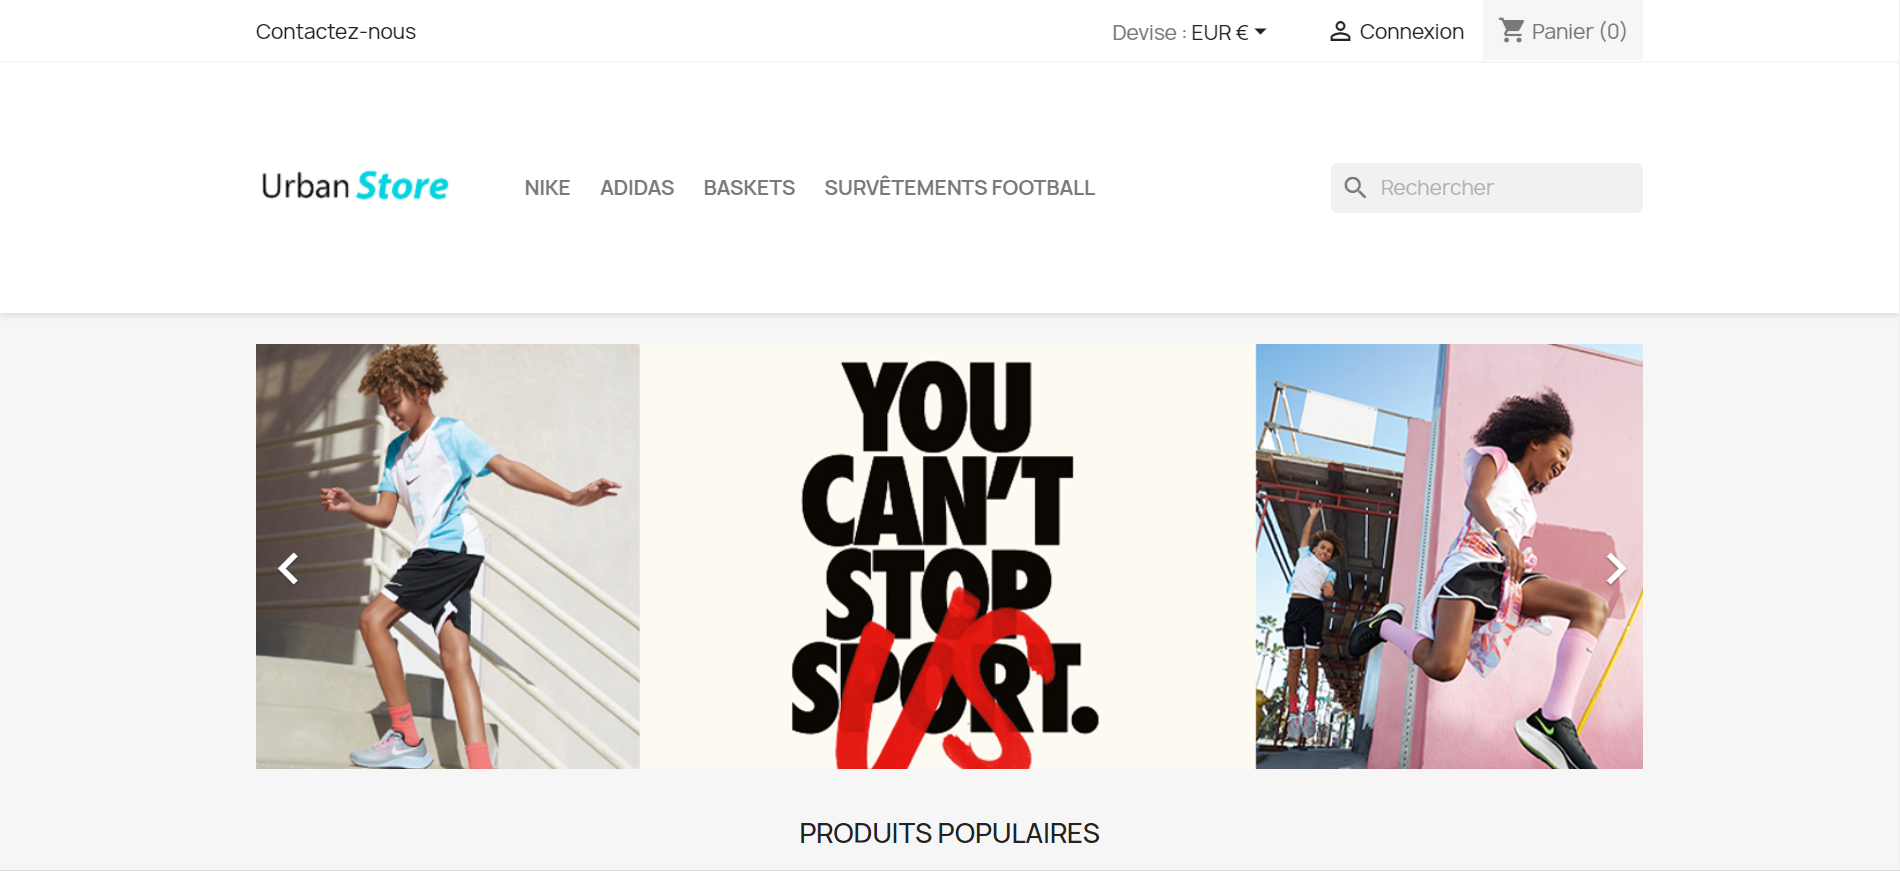 Contactez-nous
Devise : EUR €
Connexion
Panier (0)
Urban Store
NIKE
ADIDAS
BASKETS
SURVÊTEMENTS FOOTBALL
Rechercher
YOU
CAN'T
STOP
SPORT.
US
PRODUITS POPULAIRES